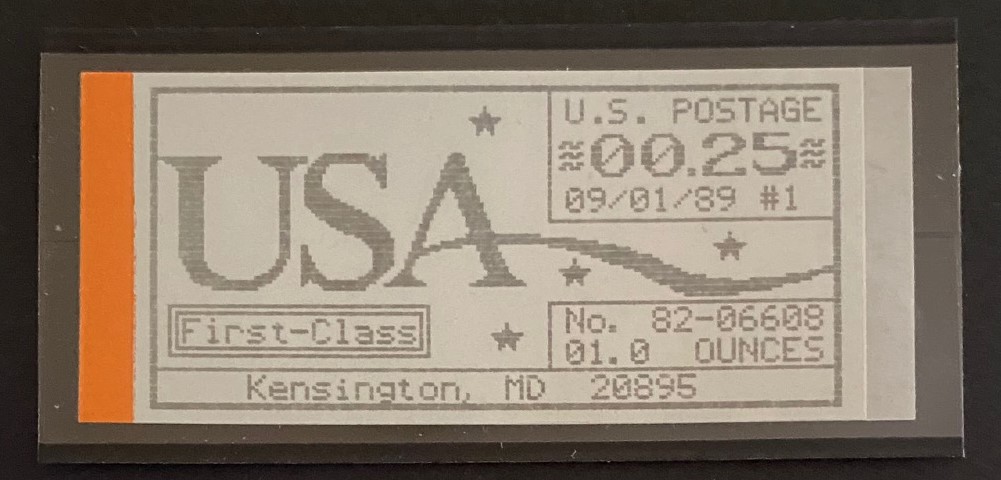 USA
U.S. POSTAGE
≈00.25≈
09/01/89 #1
First-Class
No. 82-06608
01.0 OUNCES
Kensington, MD 20895